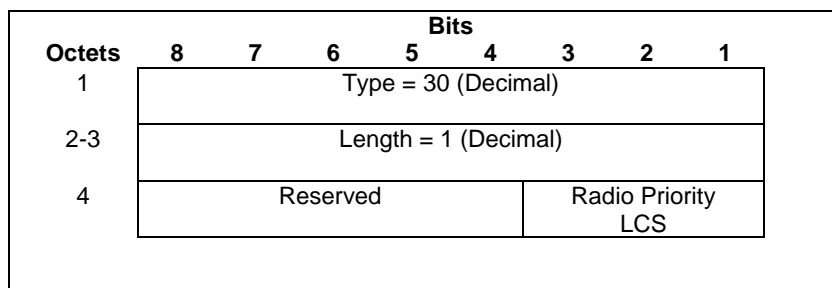 Bits
Octets 8 7 6 5 4 3 2 1
1 Type = 30 (Decimal)
2-3 Length = 1 (Decimal)
4 Reserved Radio Priority
LCS